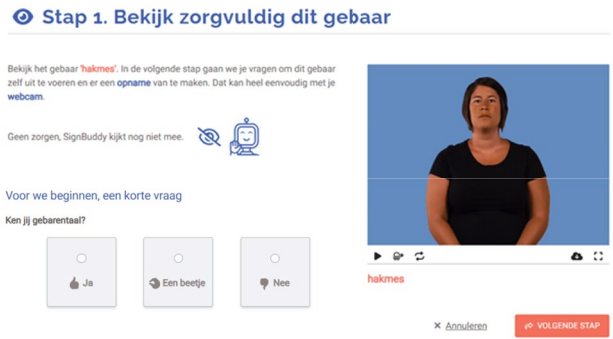 Stap 1. Bekijk zorgvuldig dit gebaar
Bekijk het gebaar 'hakmes'. In de volgende stap gaan we je vragen om dit gebaar
zelf uit te voeren en er een opname van te maken. Dat kan heel eenvoudig met je
webcam.
Geen zorgen, SignBuddy kijkt nog niet mee.
Voor we beginnen, een korte vraag
Ken jij gebarentaal?
Ja
Een beetje
Nee
hakmes
× Annuleren
VOLGENDE STAP